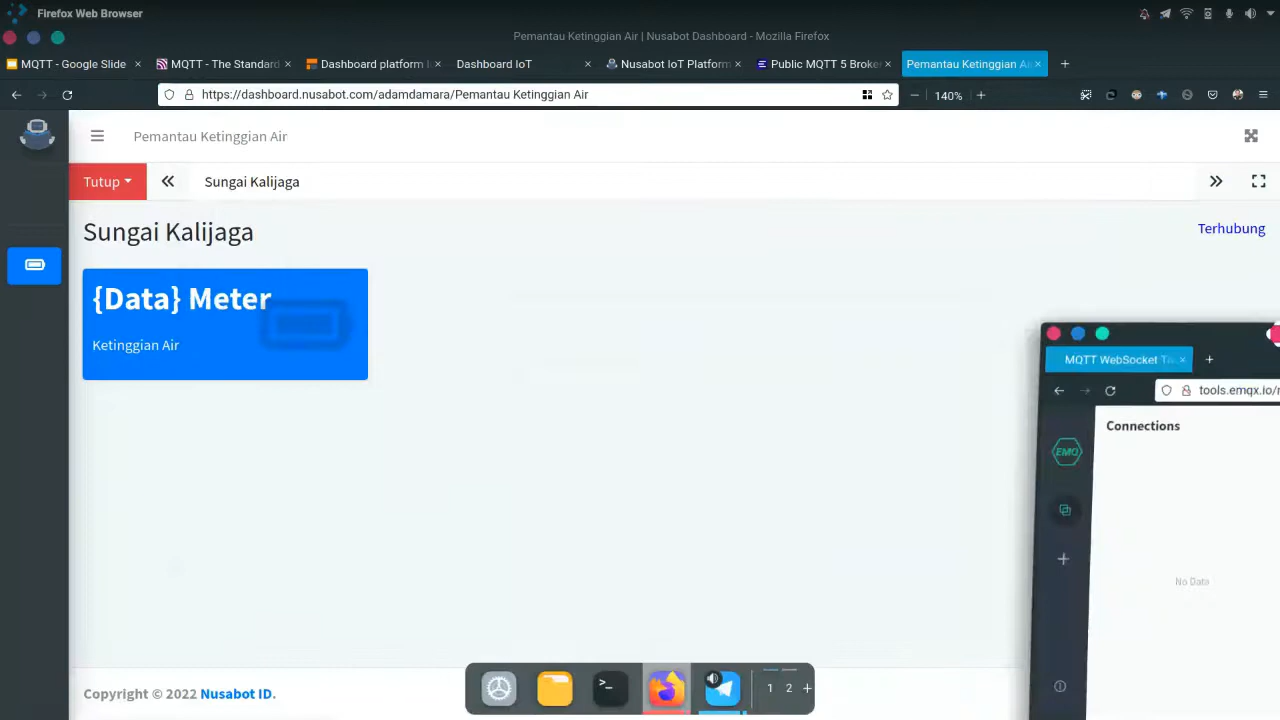 Firefox Web Browser
Pemantau Ketinggian Air | Nusabot Dashboard - Mozilla Firefox
MQTT - Google Slide
MQTT - The Standard
Dashboard platform I
Dashboard IoT
Nusabot IoT Platform
Public MQTT 5 Broke
Pemantau Ketinggian Ai
https://dashboard.nusabot.com/adamdamara/Pemantau Ketinggian Air
140%
Pemantau Ketinggian Air
Tutup
Sungai Kalijaga
Sungai Kalijaga
Terhubung
{Data} Meter
Ketinggian Air
MQTT WebSocket To
tools.emqx.io/
Connections
EMQ
No Data
Copyright © 2022 Nusabot ID.
1 2 +